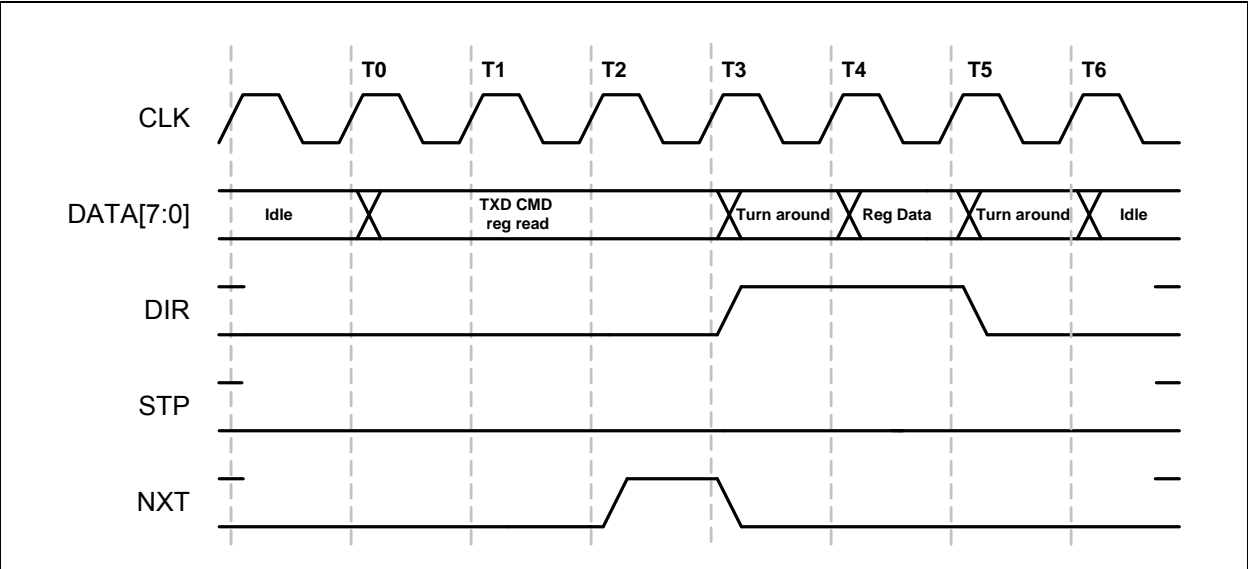 T0 T1 T2 T3 T4 T5 T6
CLK
DATA[7:0]
Idle
TXD CMD
reg read
Turn around
Reg Data
Turn around
Idle
DIR
STP
NXT